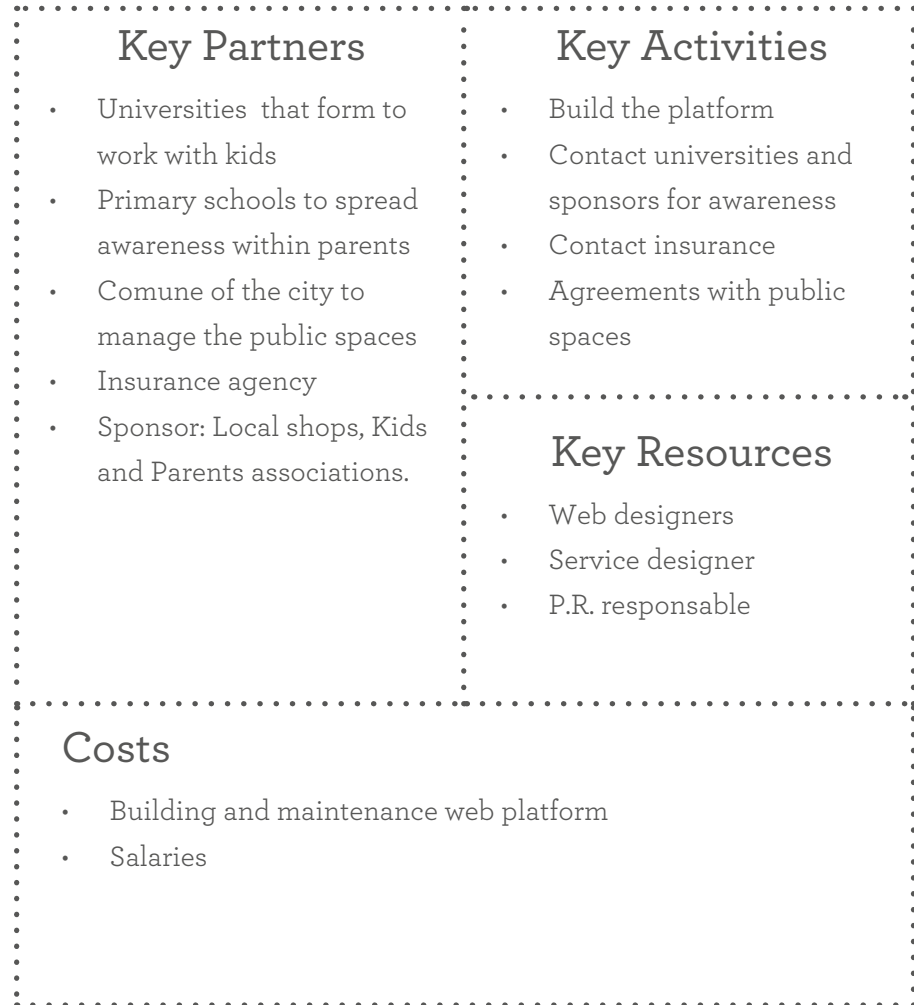 Key Partners
• Universities  that form to
work with kids
• Primary schools to spread
awareness within parents
• Comune of the city to
manage the public spaces
• Insurance agency
• Sponsor: Local shops, Kids
and Parents associations.
Key Activities
• Build the platform
• Contact universities and
sponsors for awareness
• Contact insurance
• Agreements with public
spaces
Key Resources
• Web designers
• Service designer
• P.R. responsable
Costs
• Building and maintenance web platform
• Salaries